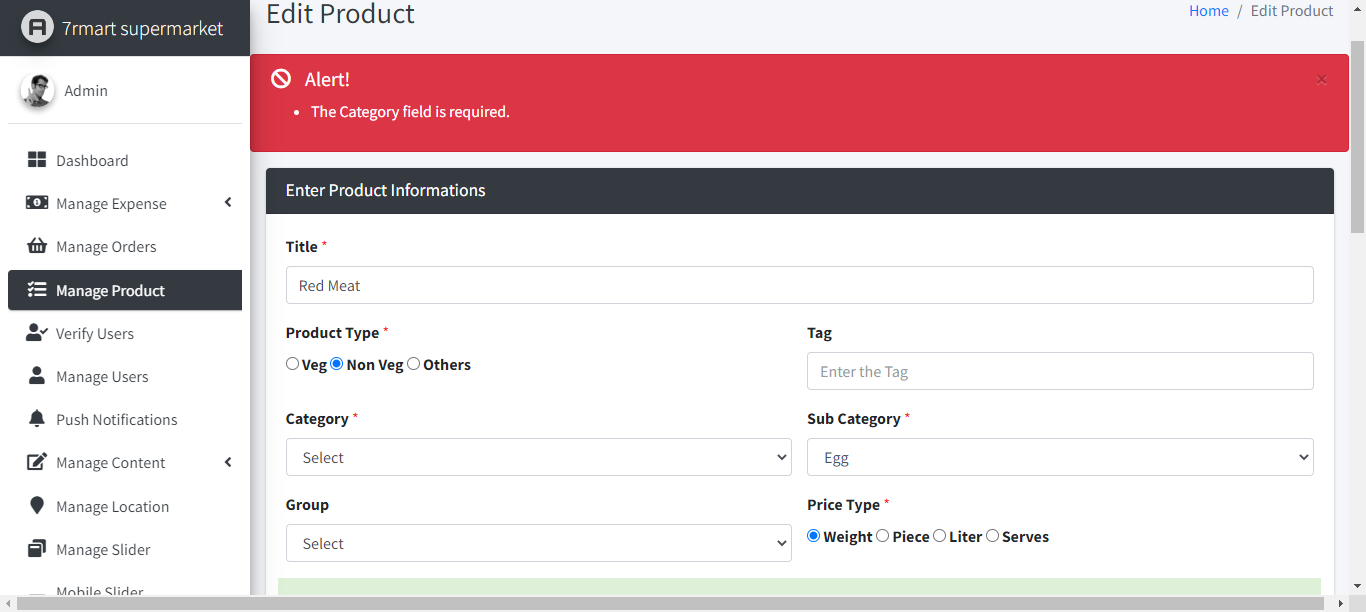 7rmart supermarket
Edit Product
Home / Edit Product
Admin
Alert!
×
• The Category field is required.
Dashboard
Manage Expense
Manage Orders
Manage Product
Verify Users
Manage Users
Push Notifications
Manage Content
Manage Location
Manage Slider
Mobile Slider
Enter Product Informations
Title *
Red Meat
Product Type *
Veg Non Veg Others
Tag
Enter the Tag
Category *
Select
Sub Category *
Egg
Group
Select
Price Type *
Weight Piece Liter Serves